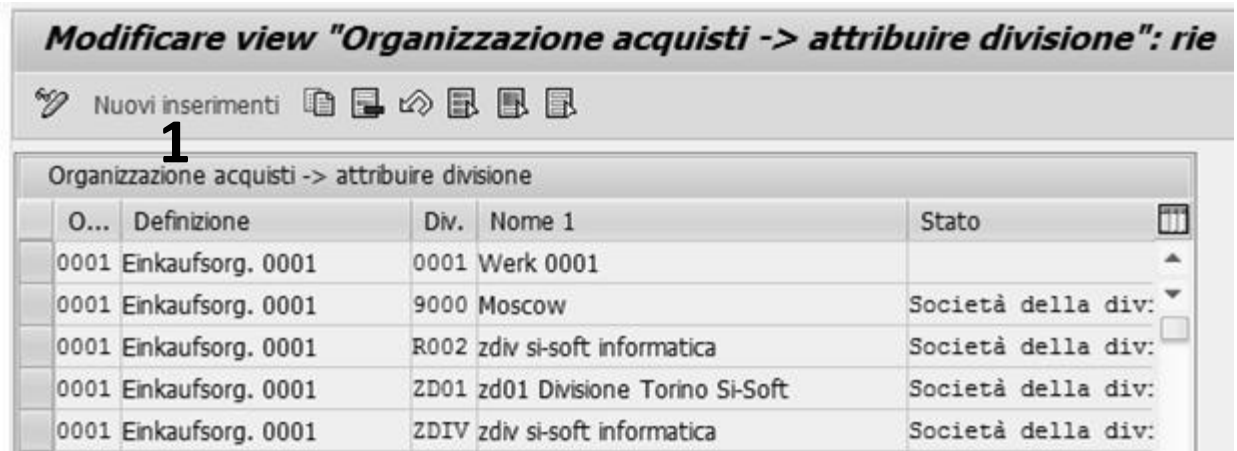 Modificare view "Organizzazione acquisti -> attribuire divisione": rie
Nuovi inserimenti
1
Organizzazione acquisti -> attribuire divisione
O... Definizione Div. Nome 1 Stato
0001 Einkaufsorg. 0001 0001 Werk 0001
0001 Einkaufsorg. 0001 9000 Moscow Società della div:
0001 Einkaufsorg. 0001 R002 zdiv si-soft informatica Società della div:
0001 Einkaufsorg. 0001 ZD01 zd01 Divisione Torino Si-Soft Società della div:
0001 Einkaufsorg. 0001 ZDIV zdiv si-soft informatica Società della div: